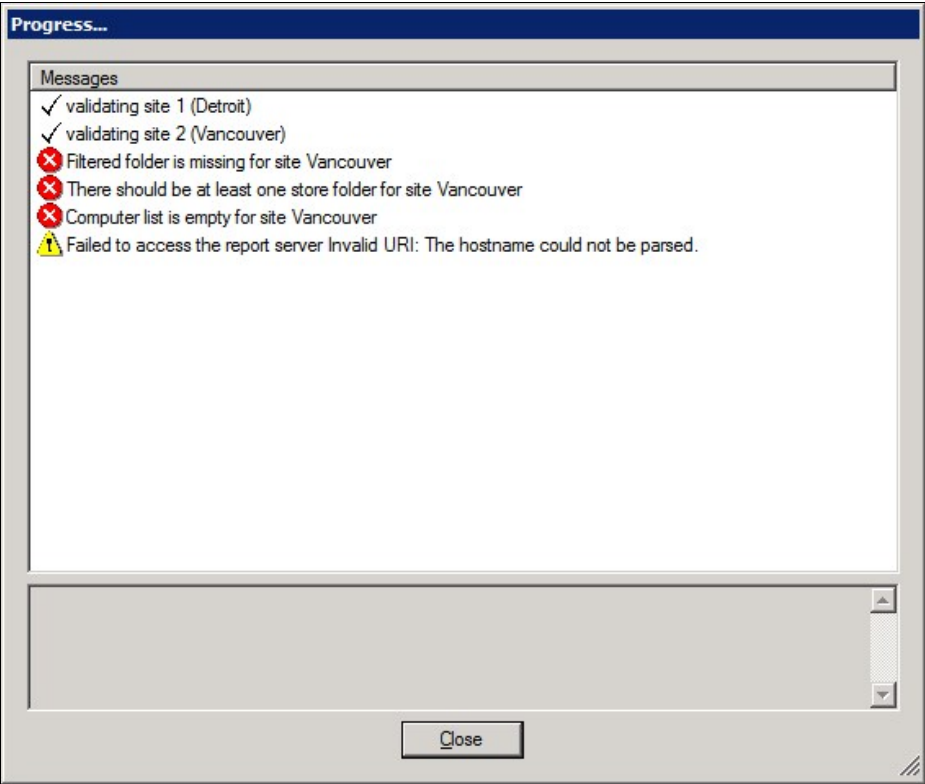 Progress...
Messages
validating site 1 (Detroit)
validating site 2 (Vancouver)
Filtered folder is missing for site Vancouver
There should be at least one store folder for site Vancouver
Computer list is empty for site Vancouver
Failed to access the report server Invalid URI: The hostname could not be parsed.
Close